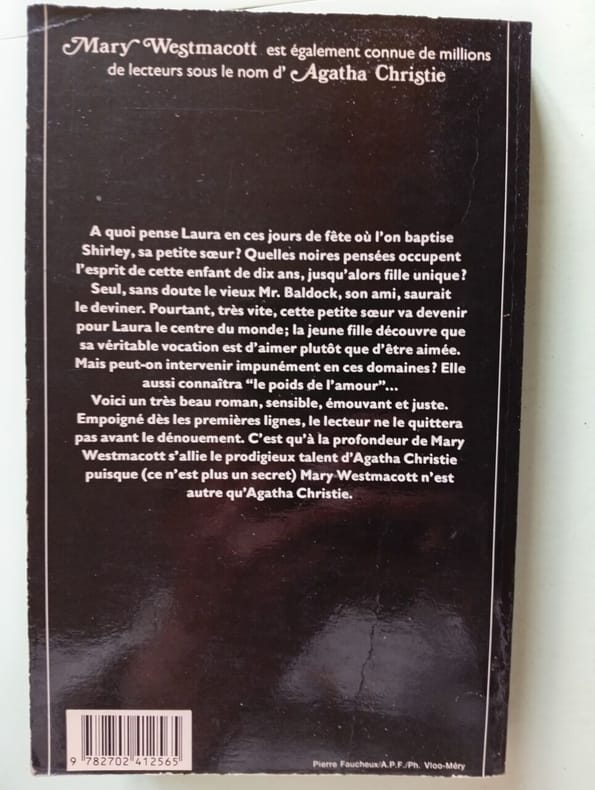 Mary Westmacott est également connue de millions
de lecteurs sous le nom d' Agatha Christie
A quoi pense Laura en ces jours de fête où l'on baptise
Shirley, sa petite sœur? Quelles noires pensées occupent
l'esprit de cette enfant de dix ans, jusqu'alors fille unique?
Seul, sans doute le vieux Mr. Baldock, son ami, saurait
le deviner. Pourtant, très vite, cette petite sœur va devenir
pour Laura le centre du monde; la jeune fille découvre que
sa véritable vocation est d'aimer plutôt que d'être aimée.
Mais peut-on intervenir impunément en ces domaines? Elle
aussi connaîtra "le poids de l'amour"...
Voici un très beau roman, sensible, émouvant et juste.
Empoigné dès les premières lignes, le lecteur ne le quittera
pas avant le dénouement. C'est qu'à la profondeur de Mary
Westmacott s'allie le prodigieux talent d'Agatha Christie
puisque (ce n'est plus un secret) Mary Westmacott n'est
autre qu'Agatha Christie.
9 782702 412565
Pierre Faucheux/A.P.F./Ph. Vloo-Méry